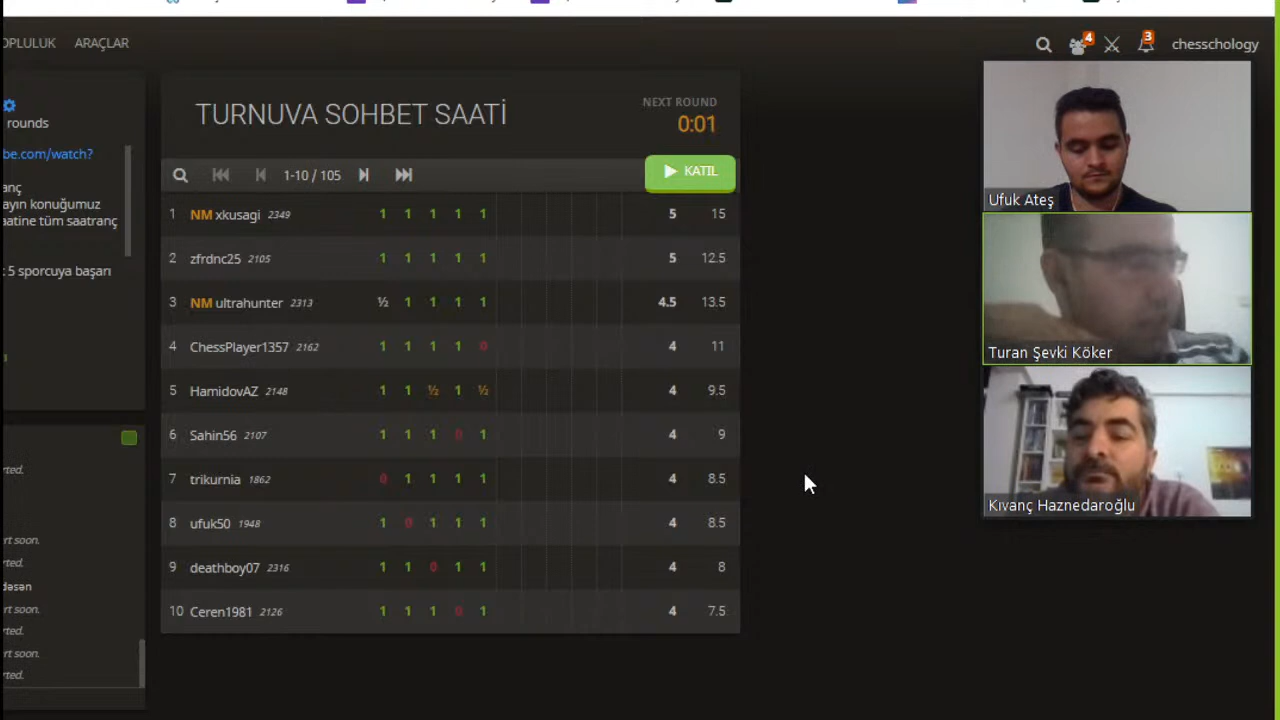 OPLULUK ARAÇLAR
4
3
chesschology
rounds
be.com/watch?
anç
ayın konuğumuz
aatine tüm saatranç
: 5 sporcuya başarı
rted.
art soon.
rted.
dəsən
art soon.
rted.
art soon.
rted.
TURNUVA SOHBET SAATİ
NEXT ROUND
0:01
1-10 / 105
KATIL
1 NM xkusagi 2349 1 1 1 1 1 5 15
2 zfrdnc25 2105 1 1 1 1 1 5 12.5
3 NM ultrahunter 2313 ½ 1 1 1 1 4.5 13.5
4 ChessPlayer1357 2162 1 1 1 1 0 4 11
5 HamidovAZ 2148 1 1 ½ 1 ½ 4 9.5
6 Sahin56 2107 1 1 1 0 1 4 9
7 trikurnia 1862 0 1 1 1 1 4 8.5
8 ufuk50 1948 1 0 1 1 1 4 8.5
9 deathboy07 2316 1 1 0 1 1 4 8
10 Ceren1981 2126 1 1 1 0 1 4 7.5
Ufuk Ateş
Turan Şevki Köker
Kıvanç Haznedaroğlu